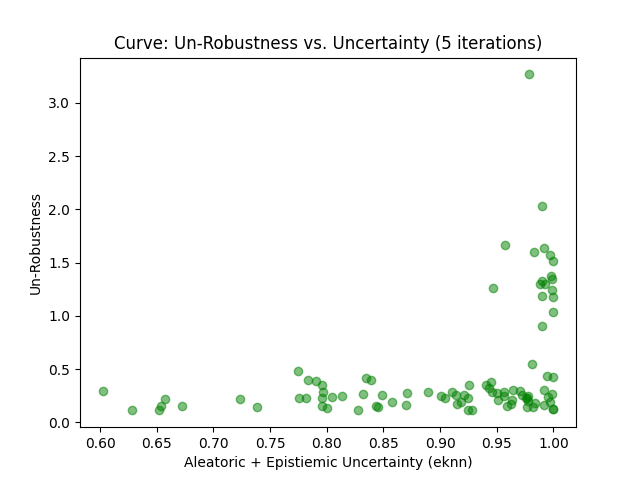 Curve: Un-Robustness vs. Uncertainty (5 iterations)
Un-Robustness
3.0
2.5
2.0
1.5
1.0
0.5
0.0
0.60 0.65 0.70 0.75 0.80 0.85 0.90 0.95 1.00
Aleatoric + Epistiemic Uncertainty (eknn)